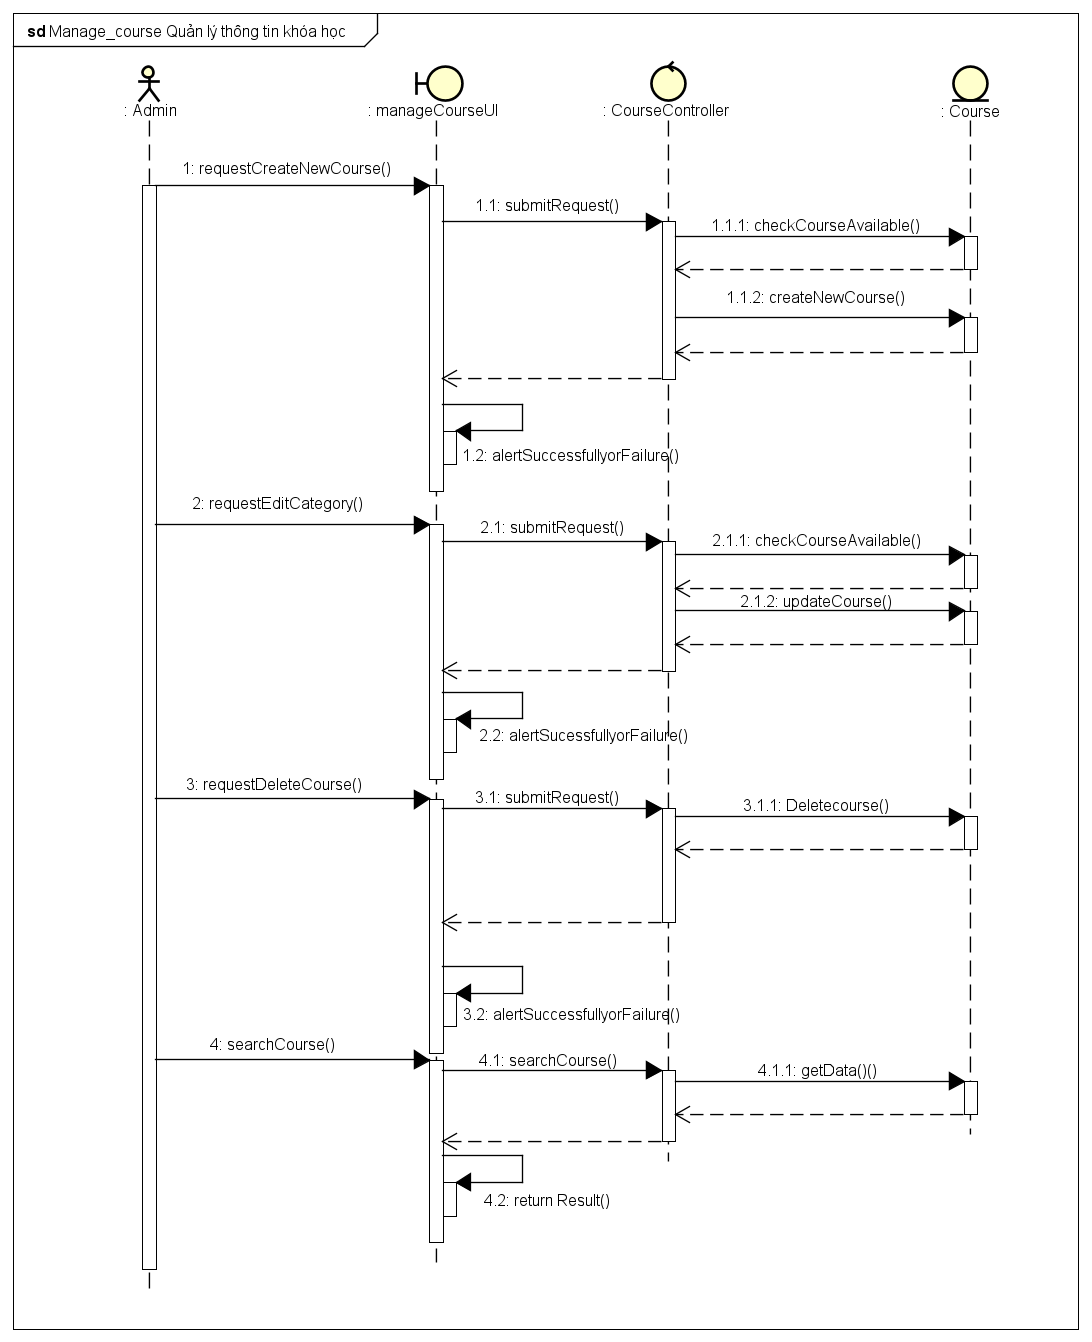 sd Manage_course Quản lý thông tin khóa học
: Admin
: manageCourseUI
: CourseController
: Course
1: requestCreateNewCourse()
1.1: submitRequest()
1.1.1: checkCourseAvailable()
1.1.2: createNewCourse()
1.2: alertSuccessfullyorFailure()
2: requestEditCategory()
2.1: submitRequest()
2.1.1: checkCourseAvailable()
2.1.2: updateCourse()
2.2: alertSucessfullyorFailure()
3: requestDeleteCourse()
3.1: submitRequest()
3.1.1: Deletecourse()
3.2: alertSuccessfullyorFailure()
4: searchCourse()
4.1: searchCourse()
4.1.1: getData()()
4.2: return Result()